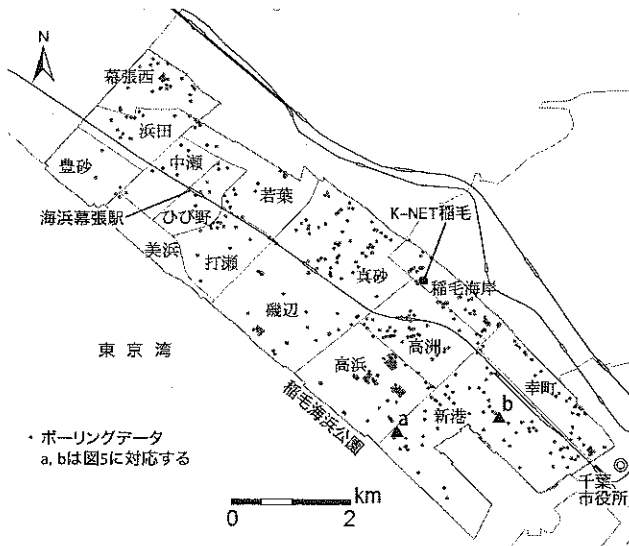 N
幕張西
浜田
豊砂
中瀬
若葉
海浜幕張駅
ひび野
美浜
打瀬
K-NET稲毛
真砂
稲毛海岸
磯辺
東京湾
高洲
高浜
幸町
稲毛海浜公園
a
新港
b
・ボーリングデータ
a, bは図5に対応する
千葉
市役所
km
0
2